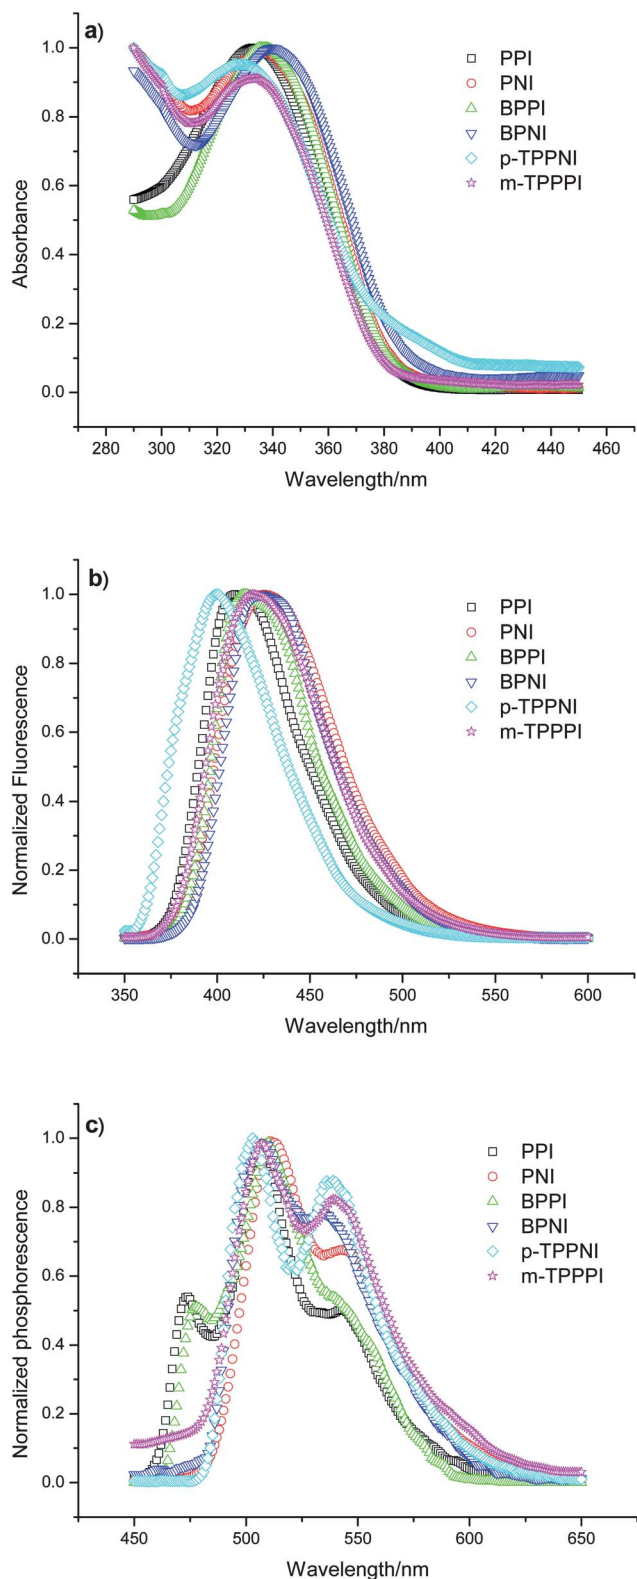 a)
1.0
0.8
0.6
0.4
0.2
0.0
Absorbance
PPI
PNI
BPPI
BPNI
p-TPPNI
m-TPPPI
280 300 320 340 360 380 400 420 440 460
Wavelength/nm
b)
1.0
0.8
0.6
0.4
0.2
0.0
Normalized Fluorescence
PPI
PNI
BPPI
BPNI
p-TPPNI
m-TPPPI
350 400 450 500 550 600
Wavelength/nm
c)
1.0
0.8
0.6
0.4
0.2
0.0
Normalized phosphorescence
PPI
PNI
BPPI
BPNI
p-TPPNI
m-TPPPI
450 500 550 600 650
Wavelength/nm